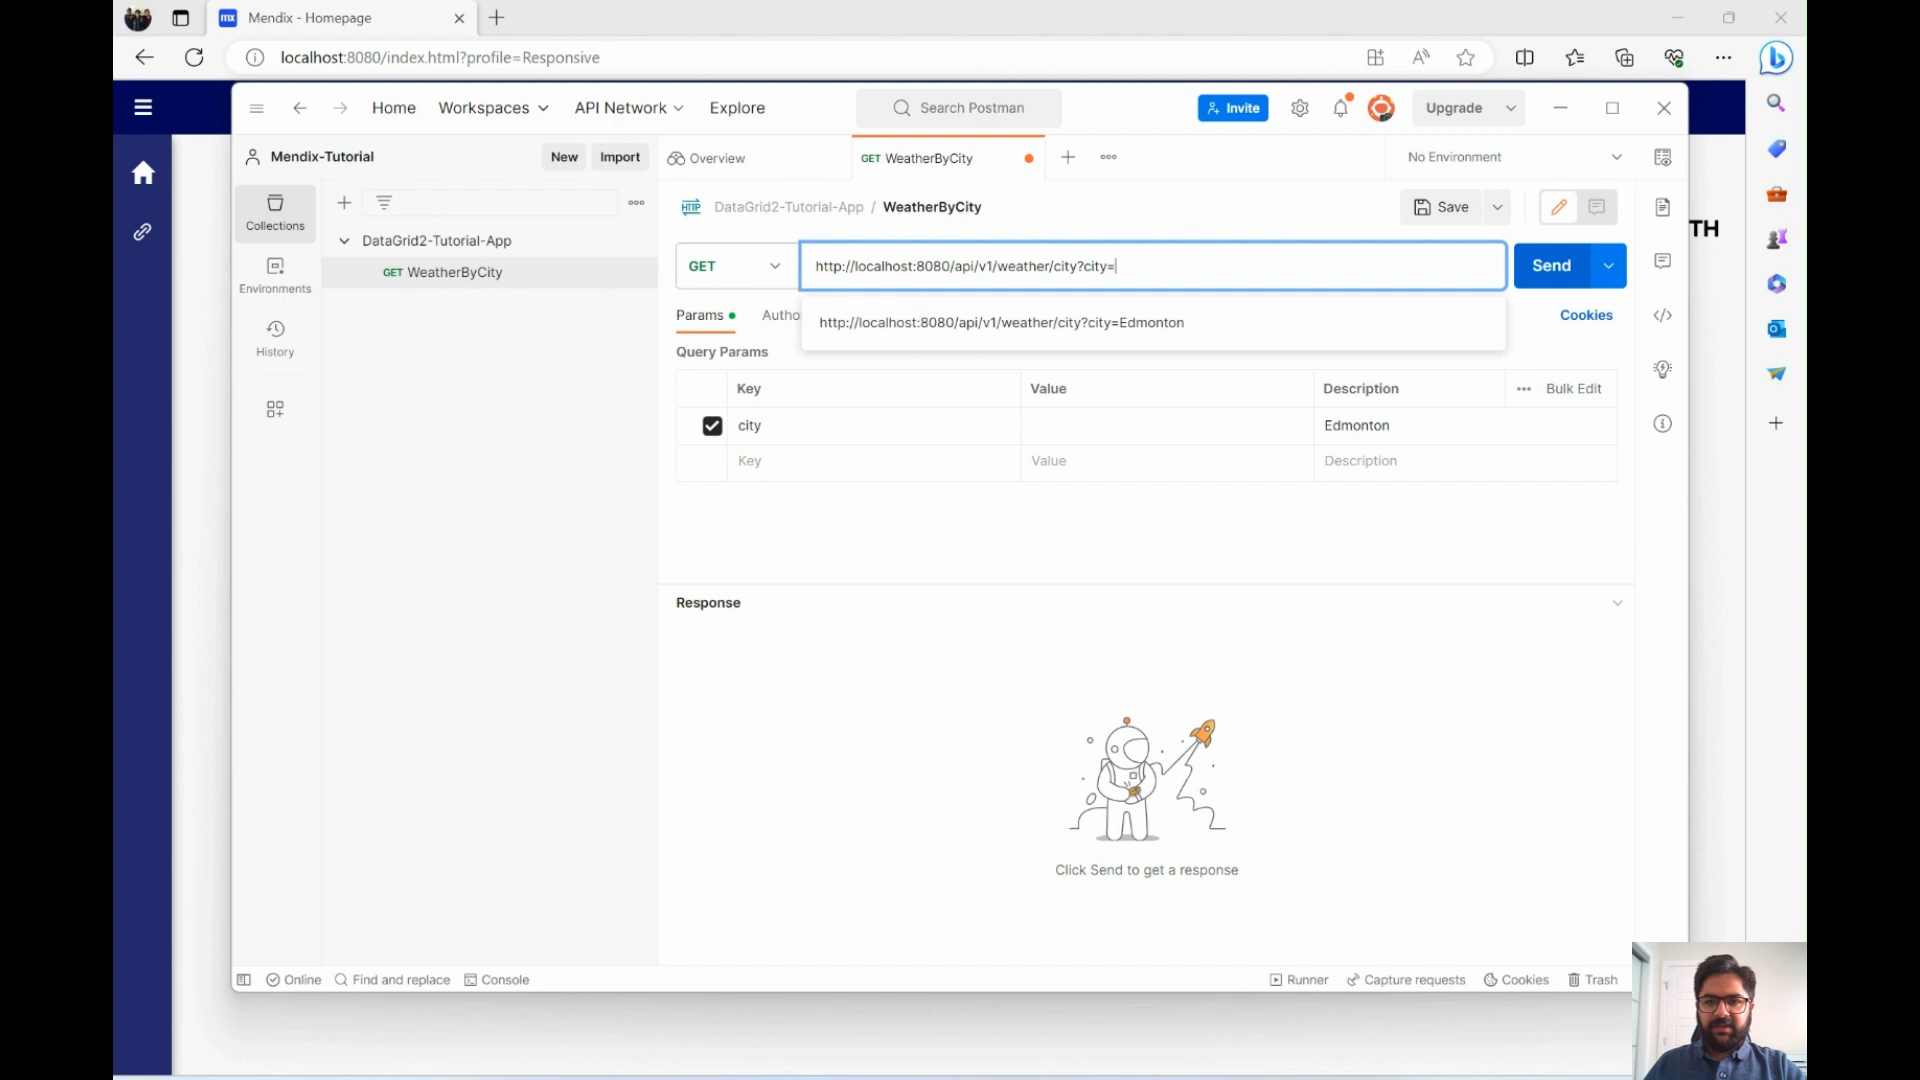 mx Mendix - Homepage
localhost:8080/index.html?profile=Responsive
Home Workspaces API Network Explore Search Postman Invite Upgrade
Mendix-Tutorial New Import Overview GET WeatherByCity No Environment
HTTP DataGrid2-Tutorial-App / WeatherByCity Save
TH
Collections
DataGrid2-Tutorial-App
GET http://localhost:8080/api/v1/weather/city?city= Send
GET WeatherByCity
Environments
Params Autho http://localhost:8080/api/v1/weather/city?city=Edmonton Cookies
History
Query Params
Key Value Description Bulk Edit
city Edmonton
Key Value Description
Response
Click Send to get a response
Online Find and replace Console Runner Capture requests Cookies Trash